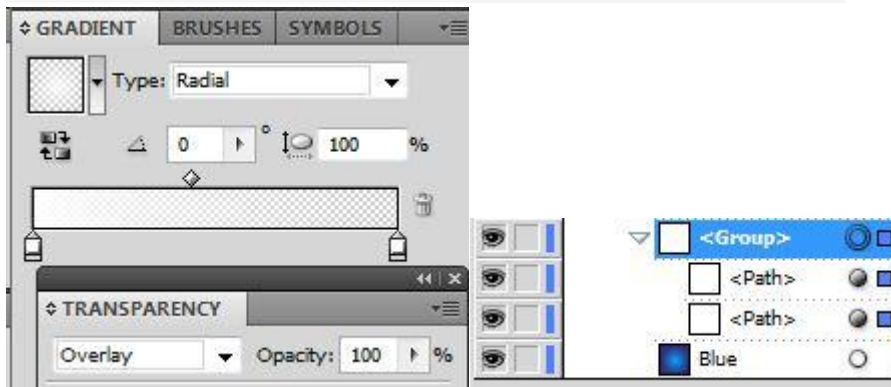 GRADIENT BRUSHES SYMBOLS
Type: Radial
0 ° 100 %
TRANSPARENCY
Overlay Opacity: 100 %
<Group>
<Path>
<Path>
Blue